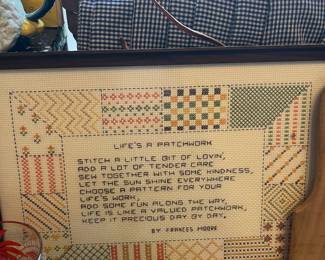 LIFE'S A PATCHWORK
STITCH A LITTLE BIT OF LOVIN',
ADD A LOT OF TENDER CARE
SEW TOGETHER WITH SOME KINDNESS,
LET THE SUN SHINE EVERYWHERE
CHOOSE A PATTERN FOR YOUR
LIFE'S WORK,
ADD SOME FUN ALONG THE WAY.
LIFE IS LIKE A VALUED PATCHWORK,
KEEP IT PRECIOUS DAY BY DAY.
BY FRANCES MOORE